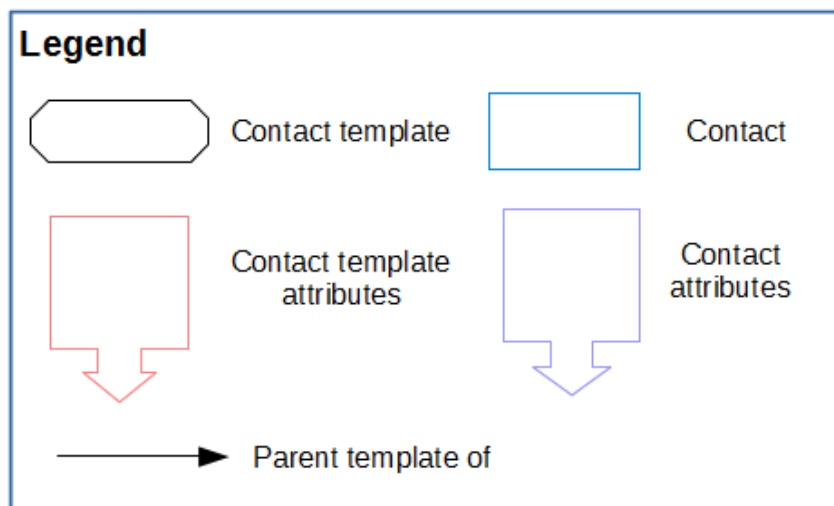 Legend
Contact template
Contact
Contact template
attributes
Contact
attributes
Parent template of